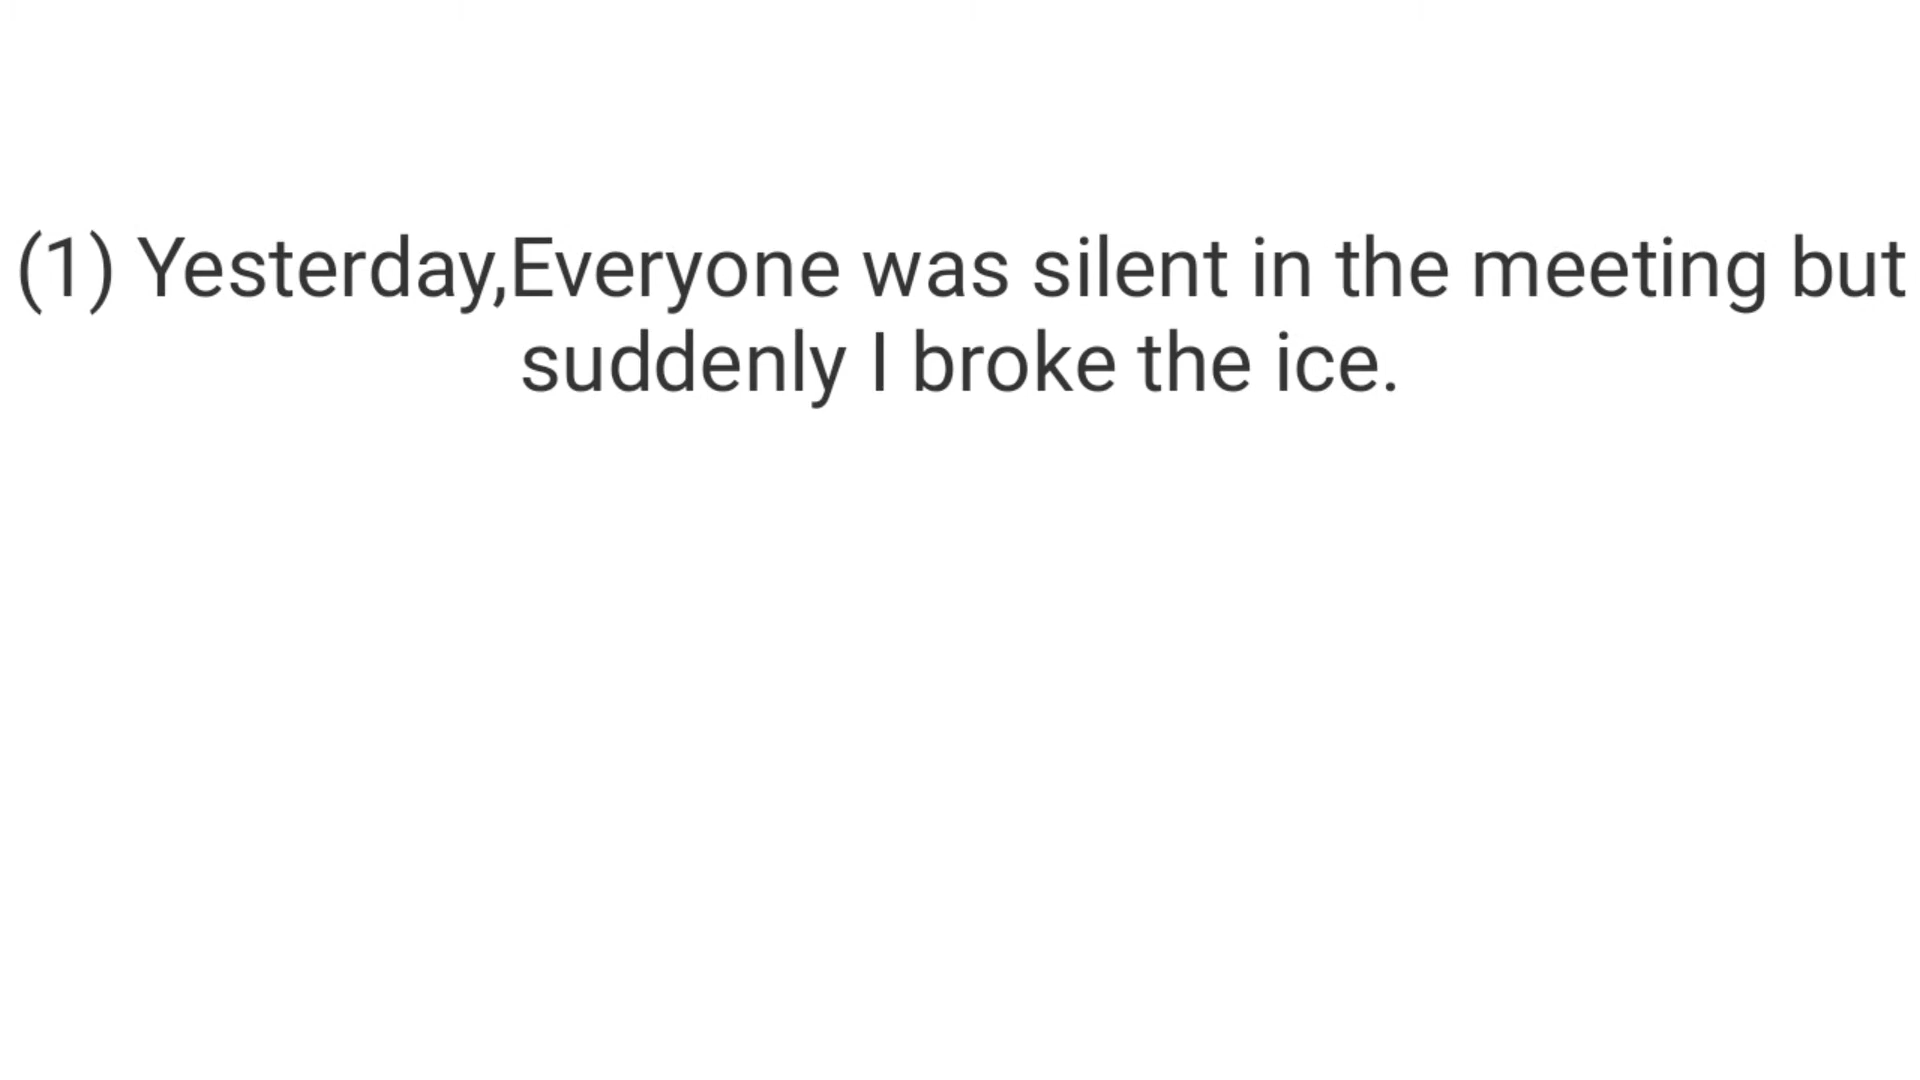 (1) Yesterday,Everyone was silent in the meeting but
suddenly I broke the ice.